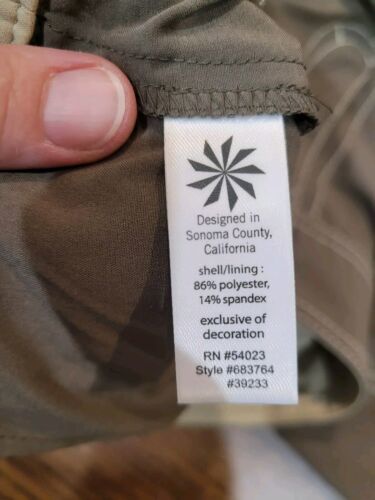 Designed in
Sonoma County,
California
shell/lining :
86% polyester,
14% spandex
exclusive of
decoration
RN #54023
Style #683764
#39233